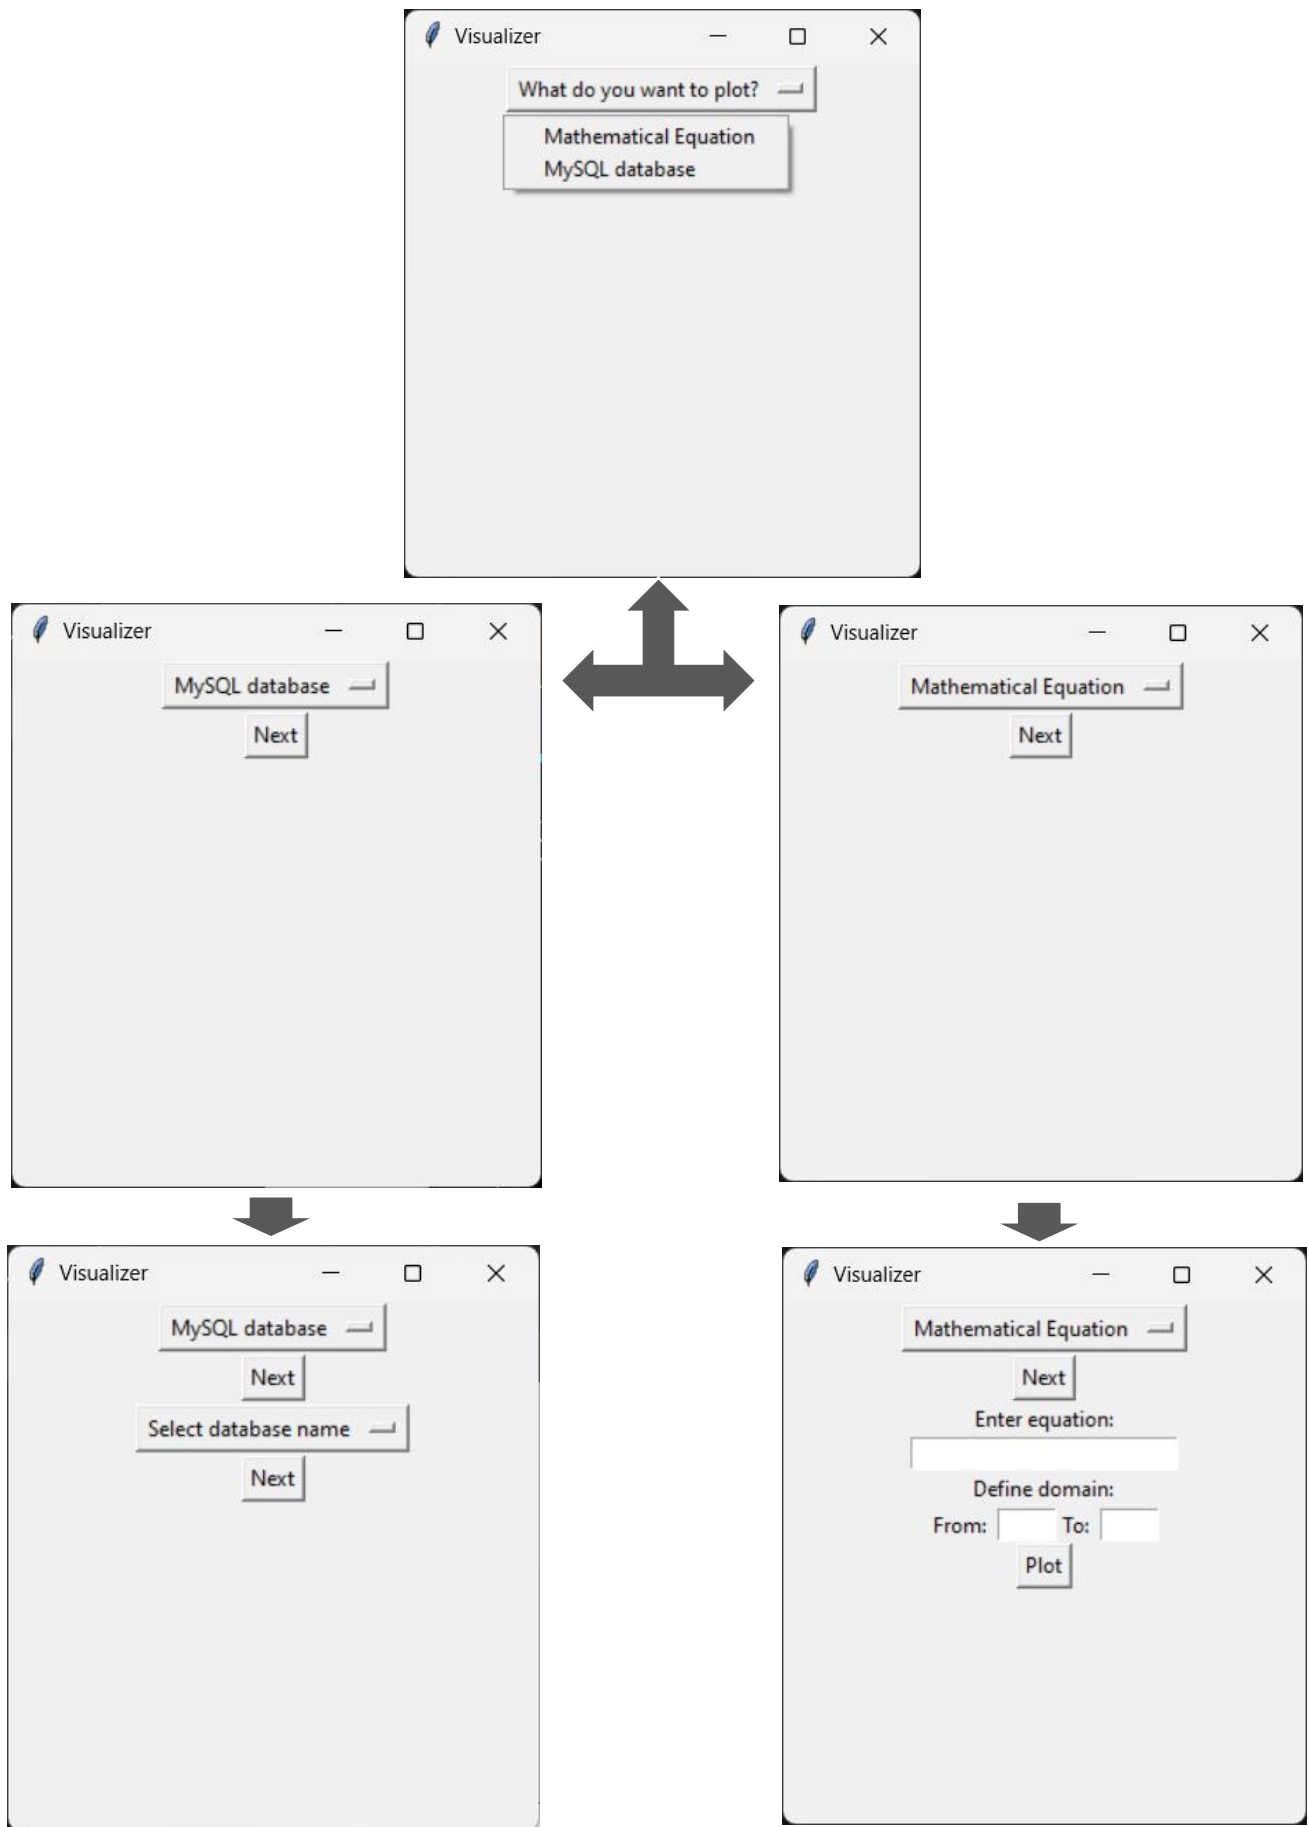 Visualizer
What do you want to plot?
Mathematical Equation
MySQL database
Visualizer
MySQL database
Next
Visualizer
Mathematical Equation
Next
Visualizer
MySQL database
Next
Select database name
Next
Visualizer
Mathematical Equation
Next
Enter equation:
Define domain:
From: To:
Plot